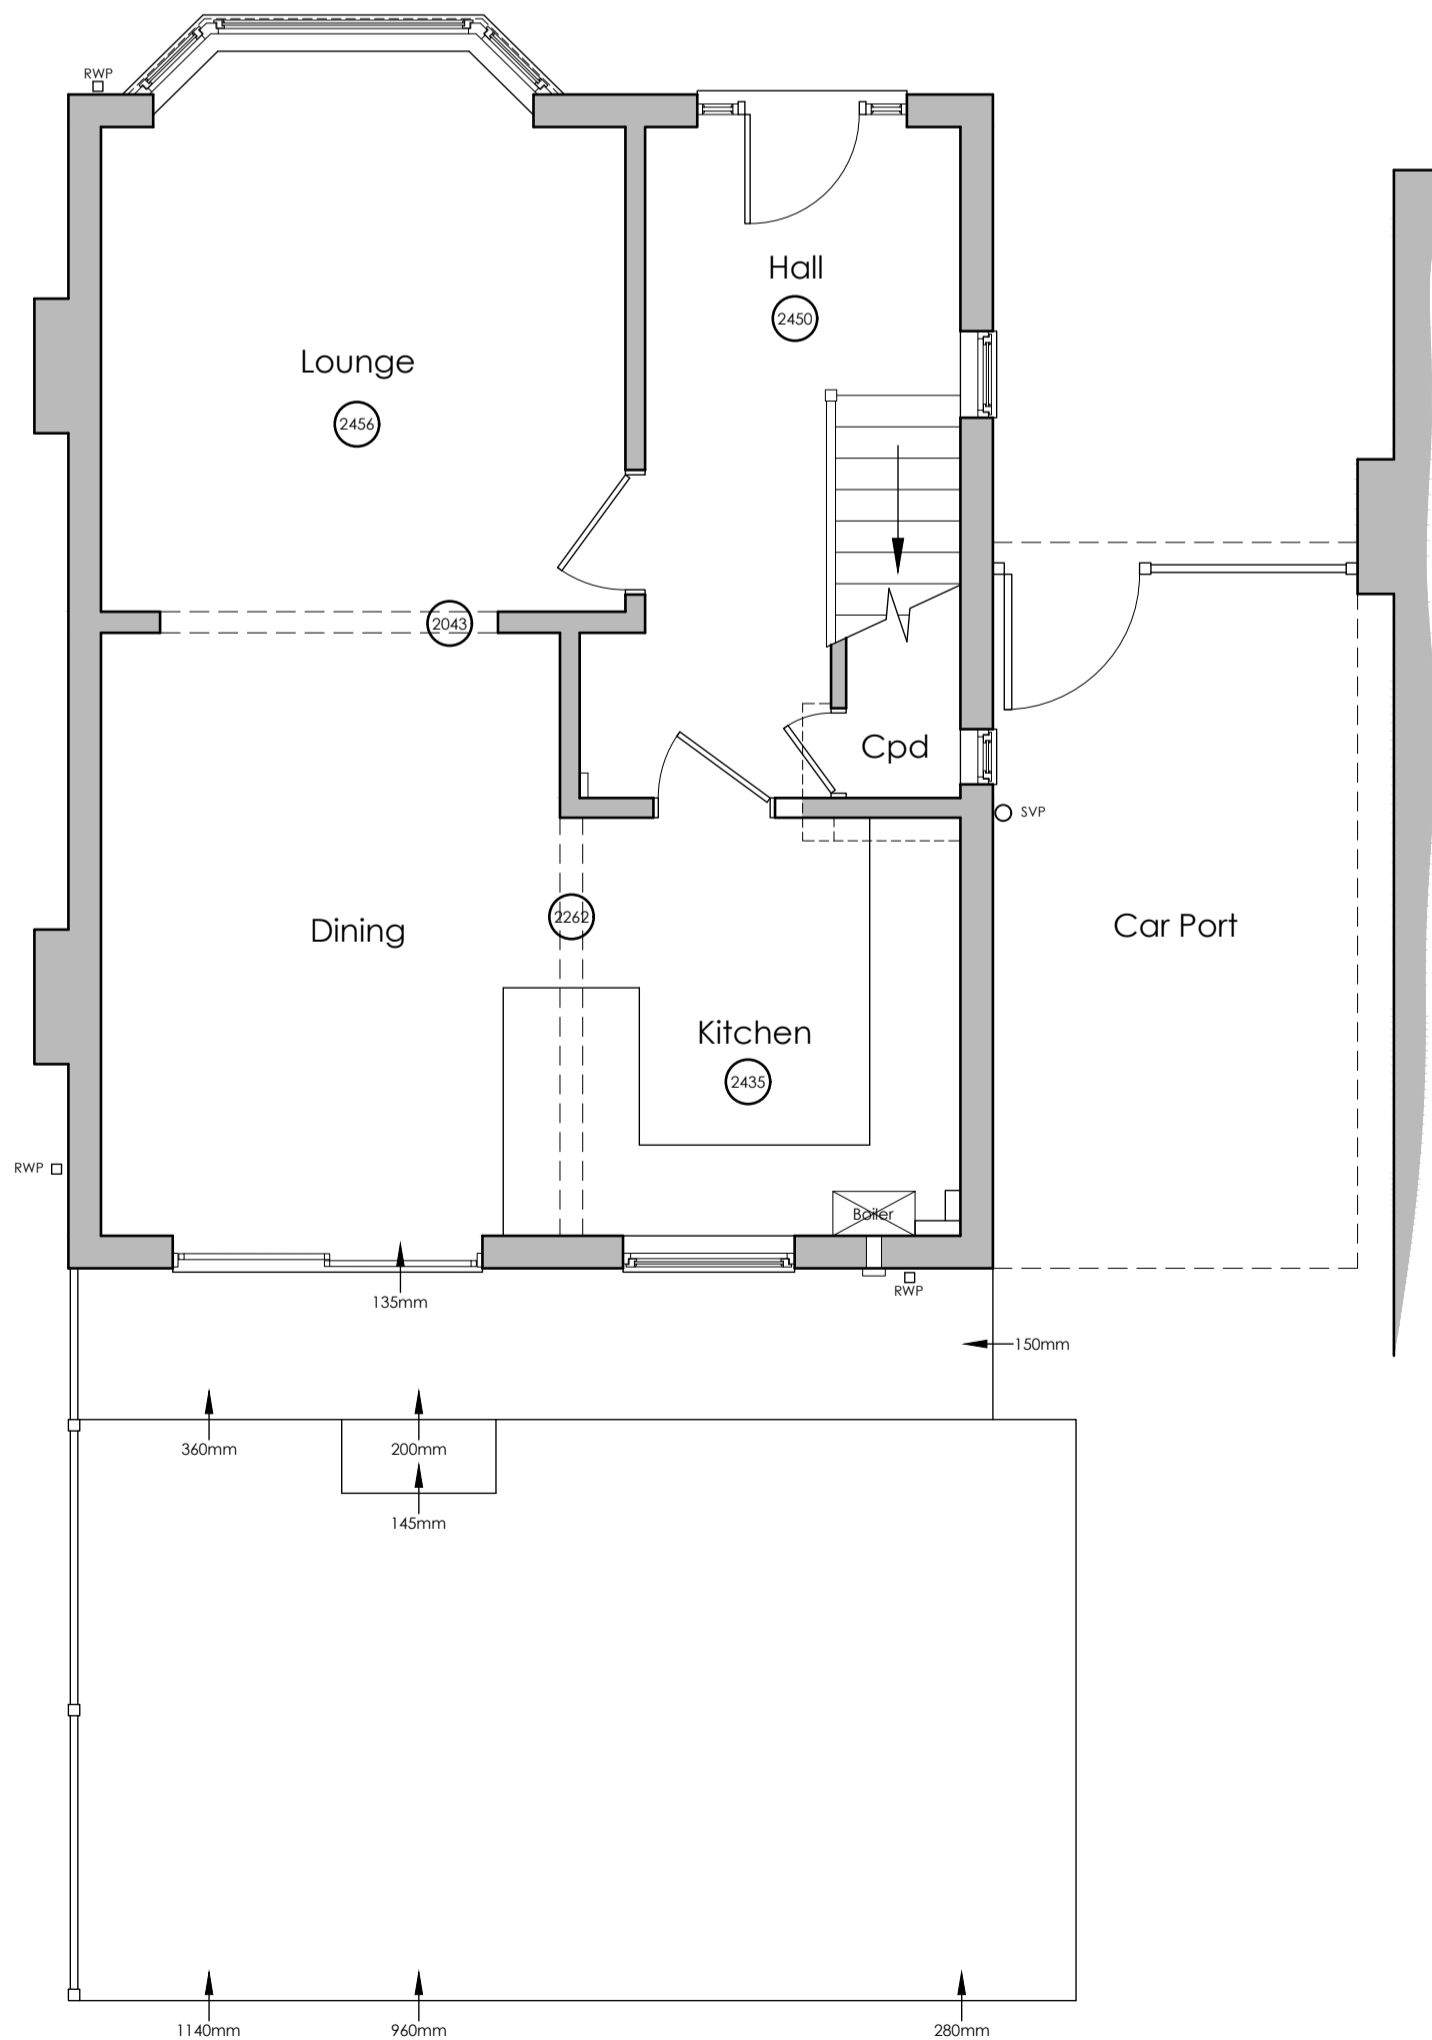 RWP
Hall
2450
Lounge
2456
2043
Cpd
SVP
2262
Dining
Car Port
Kitchen
2435
RWP
Boiler
RWP
135mm
150mm
360mm
200mm
145mm
1140mm
960mm
280mm